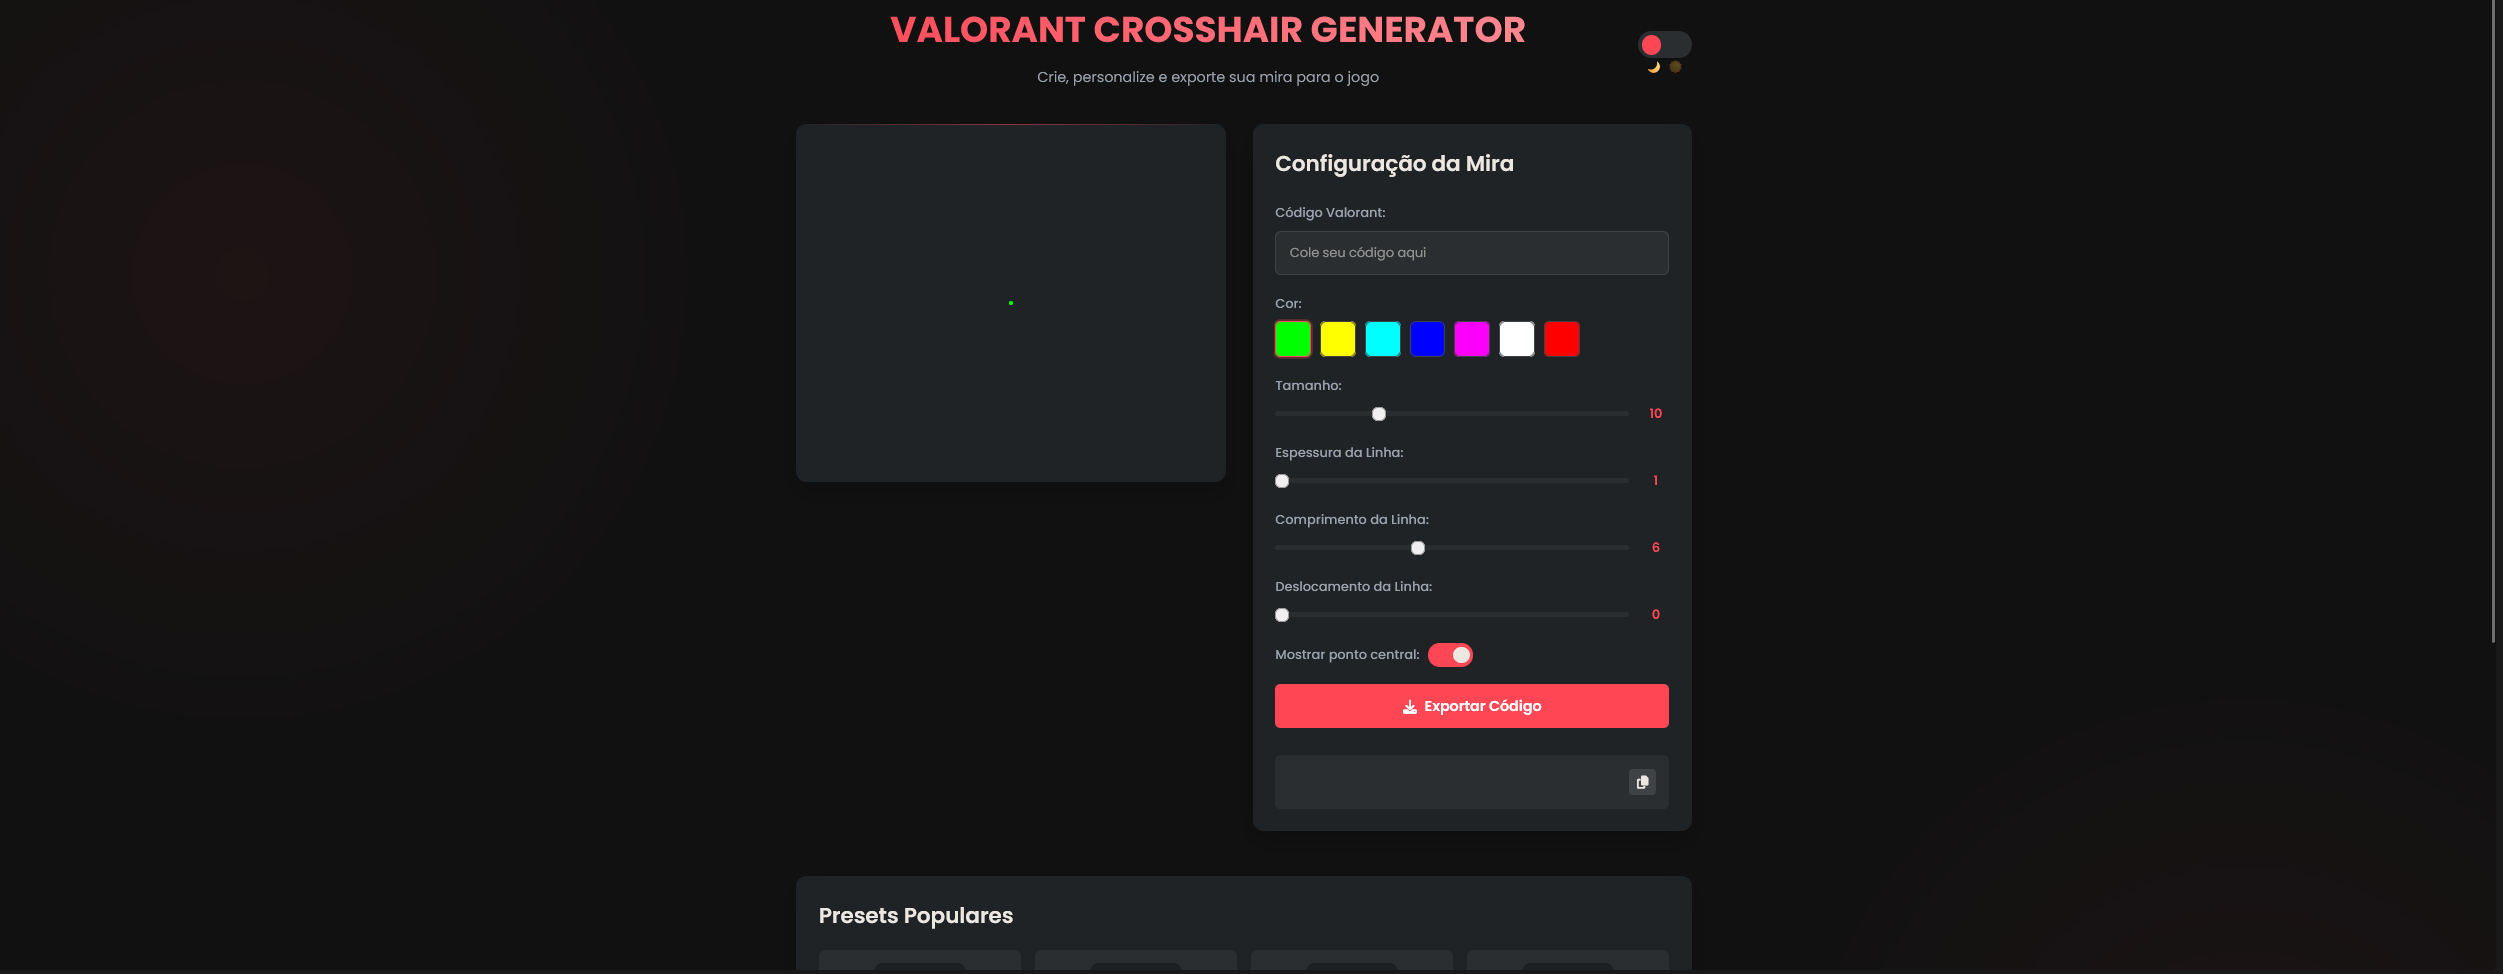 VALORANT CROSSHAIR GENERATOR
Crie, personalize e exporte sua mira para o jogo
Configuração da Mira
Código Valorant:
Cole seu código aqui
Cor:
Tamanho:
10
Espessura da Linha:
1
Comprimento da Linha:
6
Deslocamento da Linha:
0
Mostrar ponto central:
Exportar Código
Presets Populares